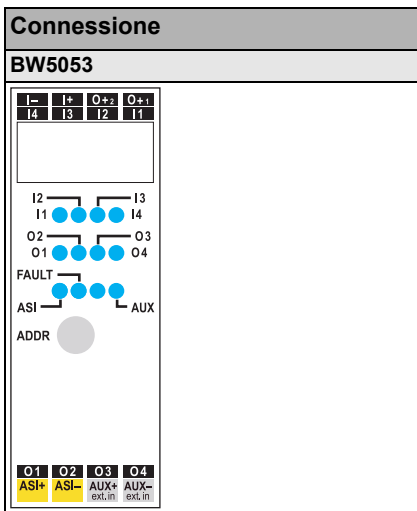 Connessione
BW5053
I– I+ O+2 O+1
I4 I3 I2 I1
I2 I3
I1 I4
O2 O3
O1 O4
FAULT
ASI AUX
ADDR
O1 O2 O3 O4
ASI+ ASI– AUX+ AUX–
ext.in ext.in